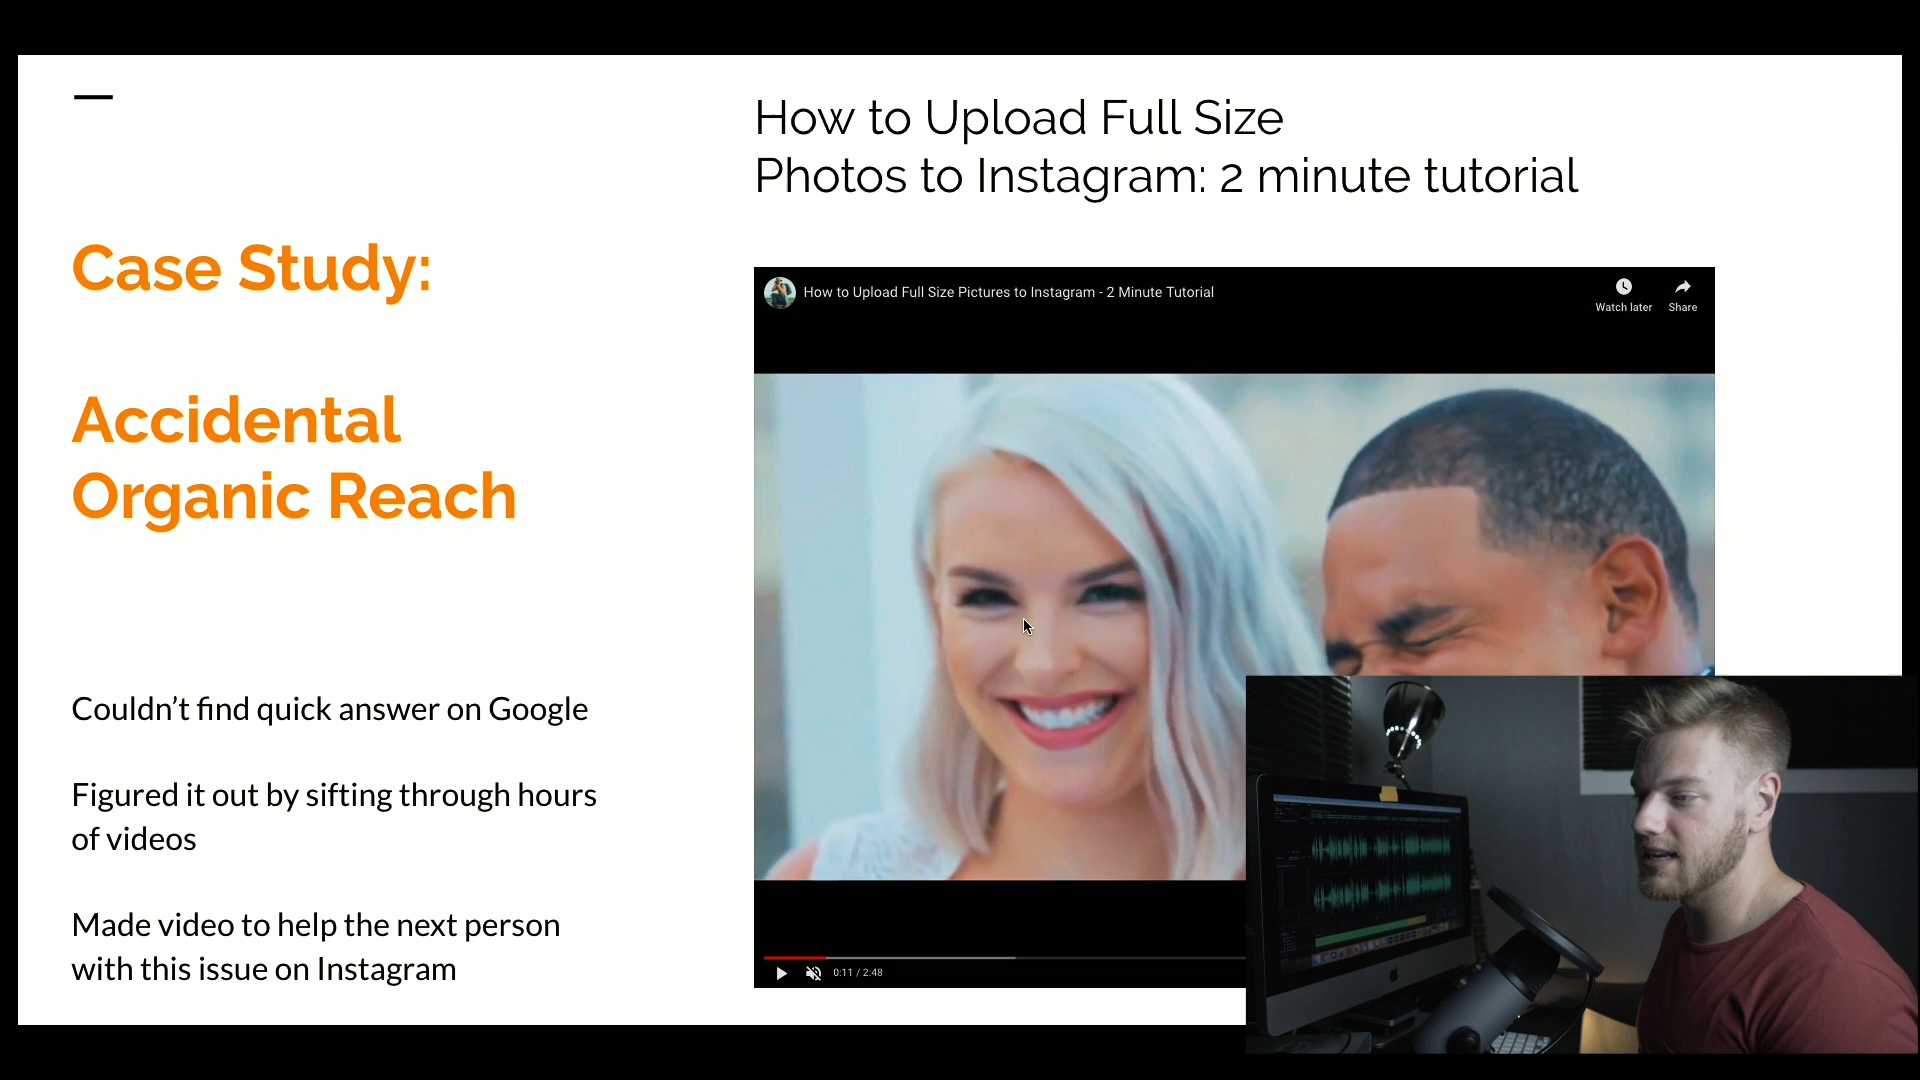 Case Study:
Accidental
Organic Reach
Couldn’t find quick answer on Google
Figured it out by sifting through hours
of videos
Made video to help the next person
with this issue on Instagram
How to Upload Full Size
Photos to Instagram: 2 minute tutorial
How to Upload Full Size Pictures to Instagram - 2 Minute Tutorial
Watch later
Share
0:11 / 2:48